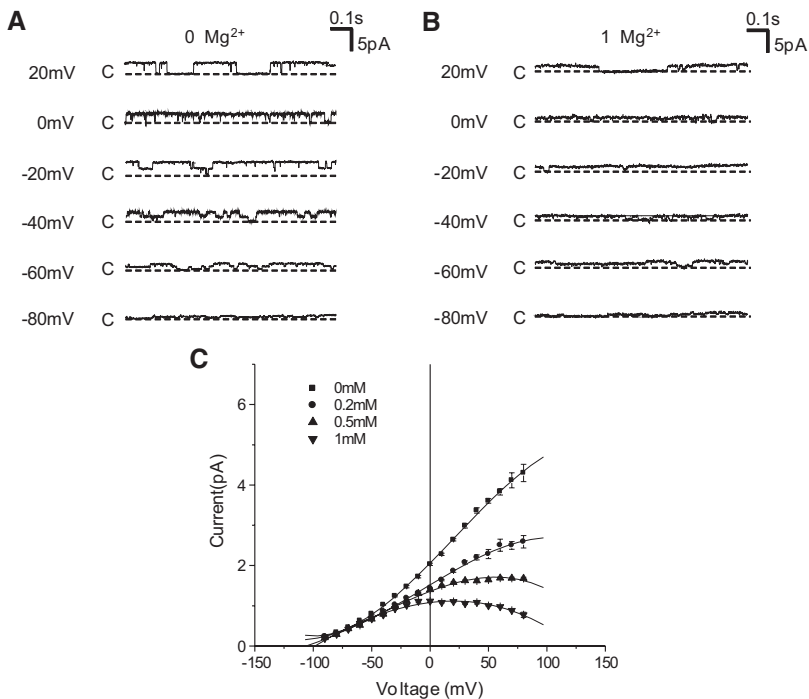 A
0 Mg2+
0.1s
5pA
20mV C
0mV C
-20mV C
-40mV C
-60mV C
-80mV C
B
1 Mg2+
0.1s
5pA
20mV C
0mV C
-20mV C
-40mV C
-60mV C
-80mV C
C
0mM
0.2mM
0.5mM
1mM
Current(pA)
6
4
2
0
-150 -100 -50 0 50 100 150
Voltage (mV)